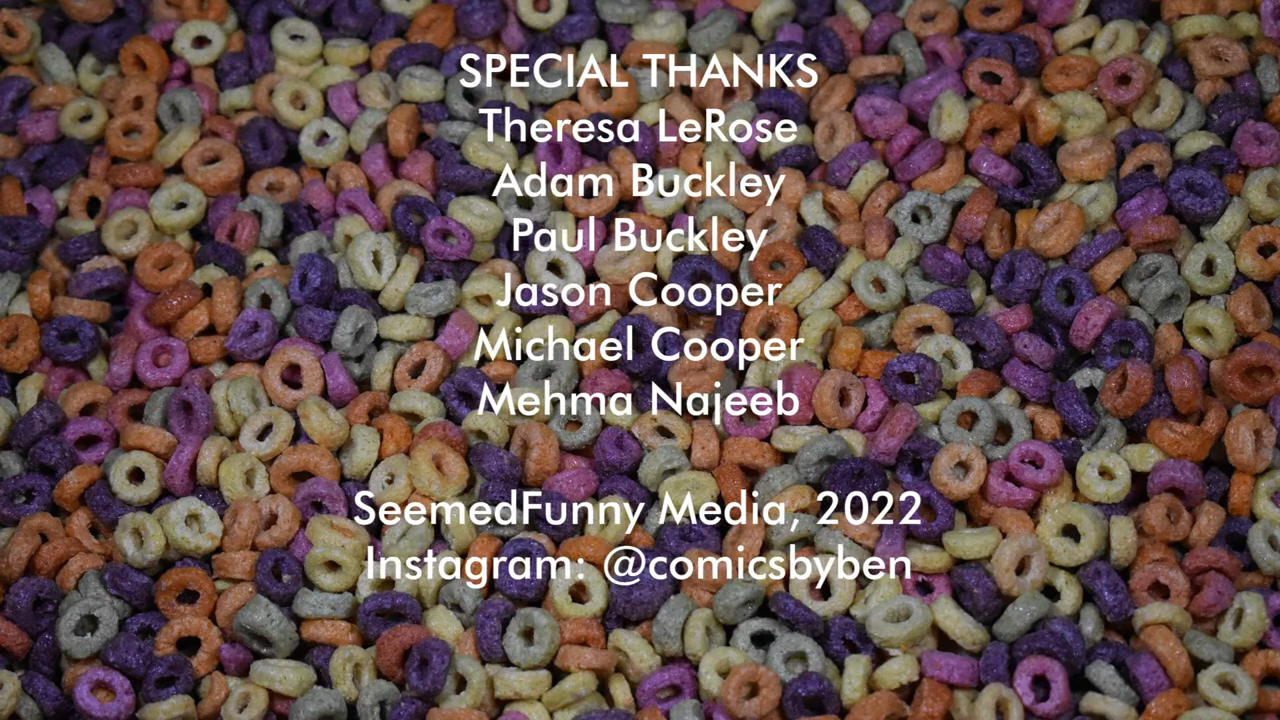 SPECIAL THANKS
Theresa LeRose
Adam Buckley
Paul Buckley
Jason Cooper
Michael Cooper
Mehma Najeeb
SeemedFunny Media, 2022
Instagram: @comicsbyben